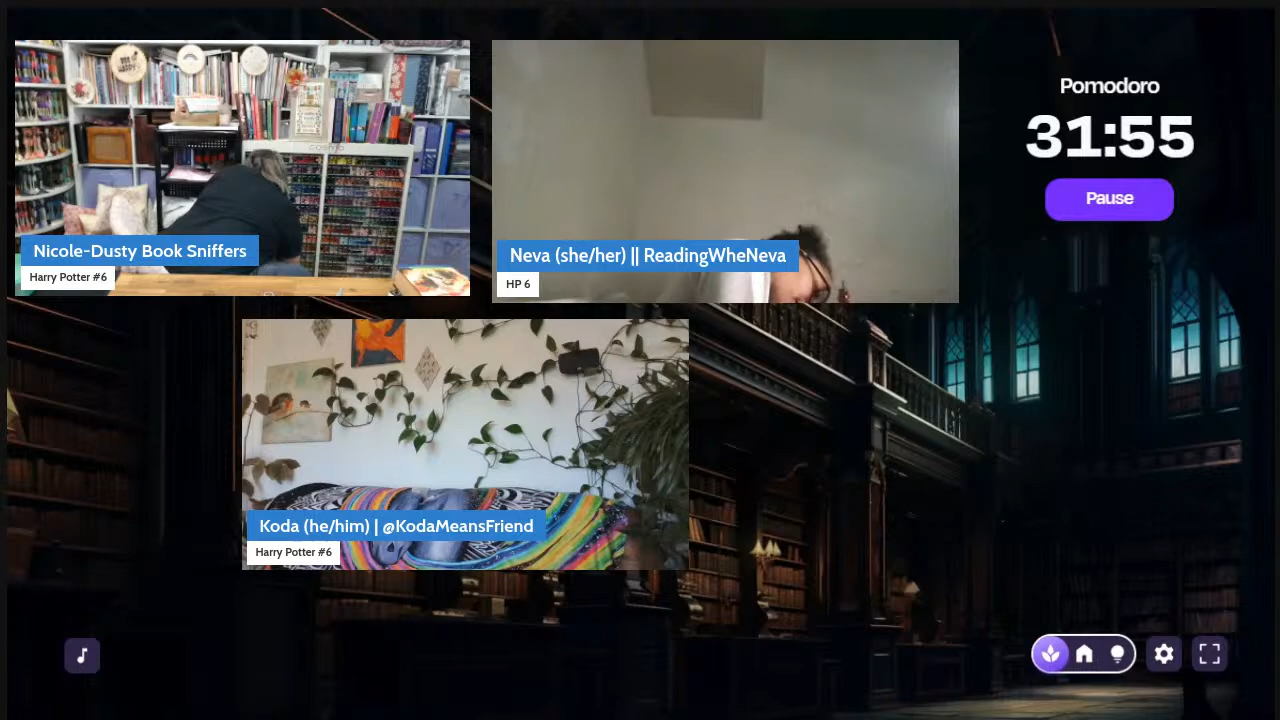 Pomodoro
31:55
Pause
Nicole-Dusty Book Sniffers
Harry Potter #6
Neva (she/her) || ReadingWheNeva
HP 6
Koda (he/him) | @KodaMeansFriend
Harry Potter #6